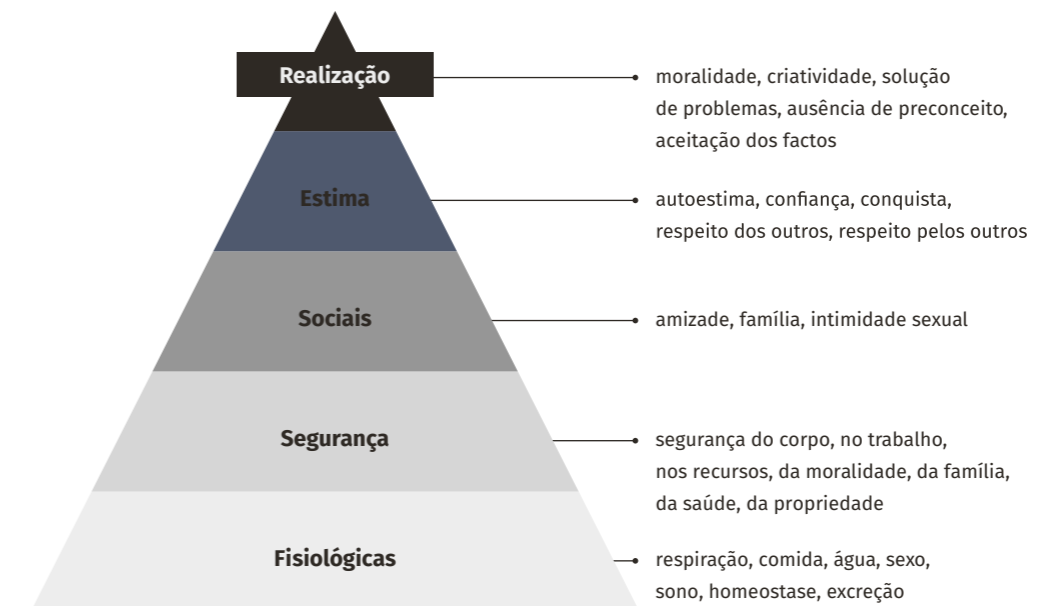 Realização
moralidade, criatividade, solução
de problemas, ausência de preconceito,
aceitação dos factos
Estima
autoestima, confiança, conquista,
respeito dos outros, respeito pelos outros
Sociais
amizade, família, intimidade sexual
Segurança
segurança do corpo, no trabalho,
nos recursos, da moralidade, da família,
da saúde, da propriedade
Fisiológicas
respiração, comida, água, sexo,
sono, homeostase, excreção